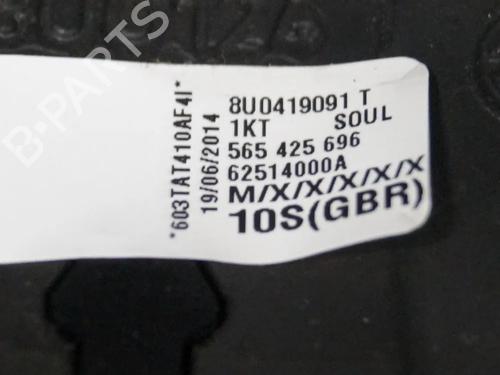 8U0419091 T
1KT SOUL
565 425 696
62514000A
M/X/X/X/X/X
10S(GBR)
19/06/2014
*603TAT410AF4I*
B-PARTS